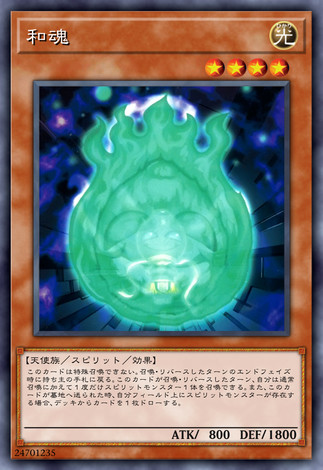 和魂
光
【天使族／スピリット／効果】
このカードは特殊召喚できない。召喚・リバースしたターンのエンドフェイズ
時に持ち主の手札に戻る。このカードが召喚・リバースしたターン、自分は通常
召喚に加えて１度だけスピリットモンスター１体を召喚できる。また、このカー
ドが墓地へ送られた時、自分フィールド上にスピリットモンスターが存在す
る場合、デッキからカードを１枚ドローする。
ATK/ 800 DEF/1800
24701235